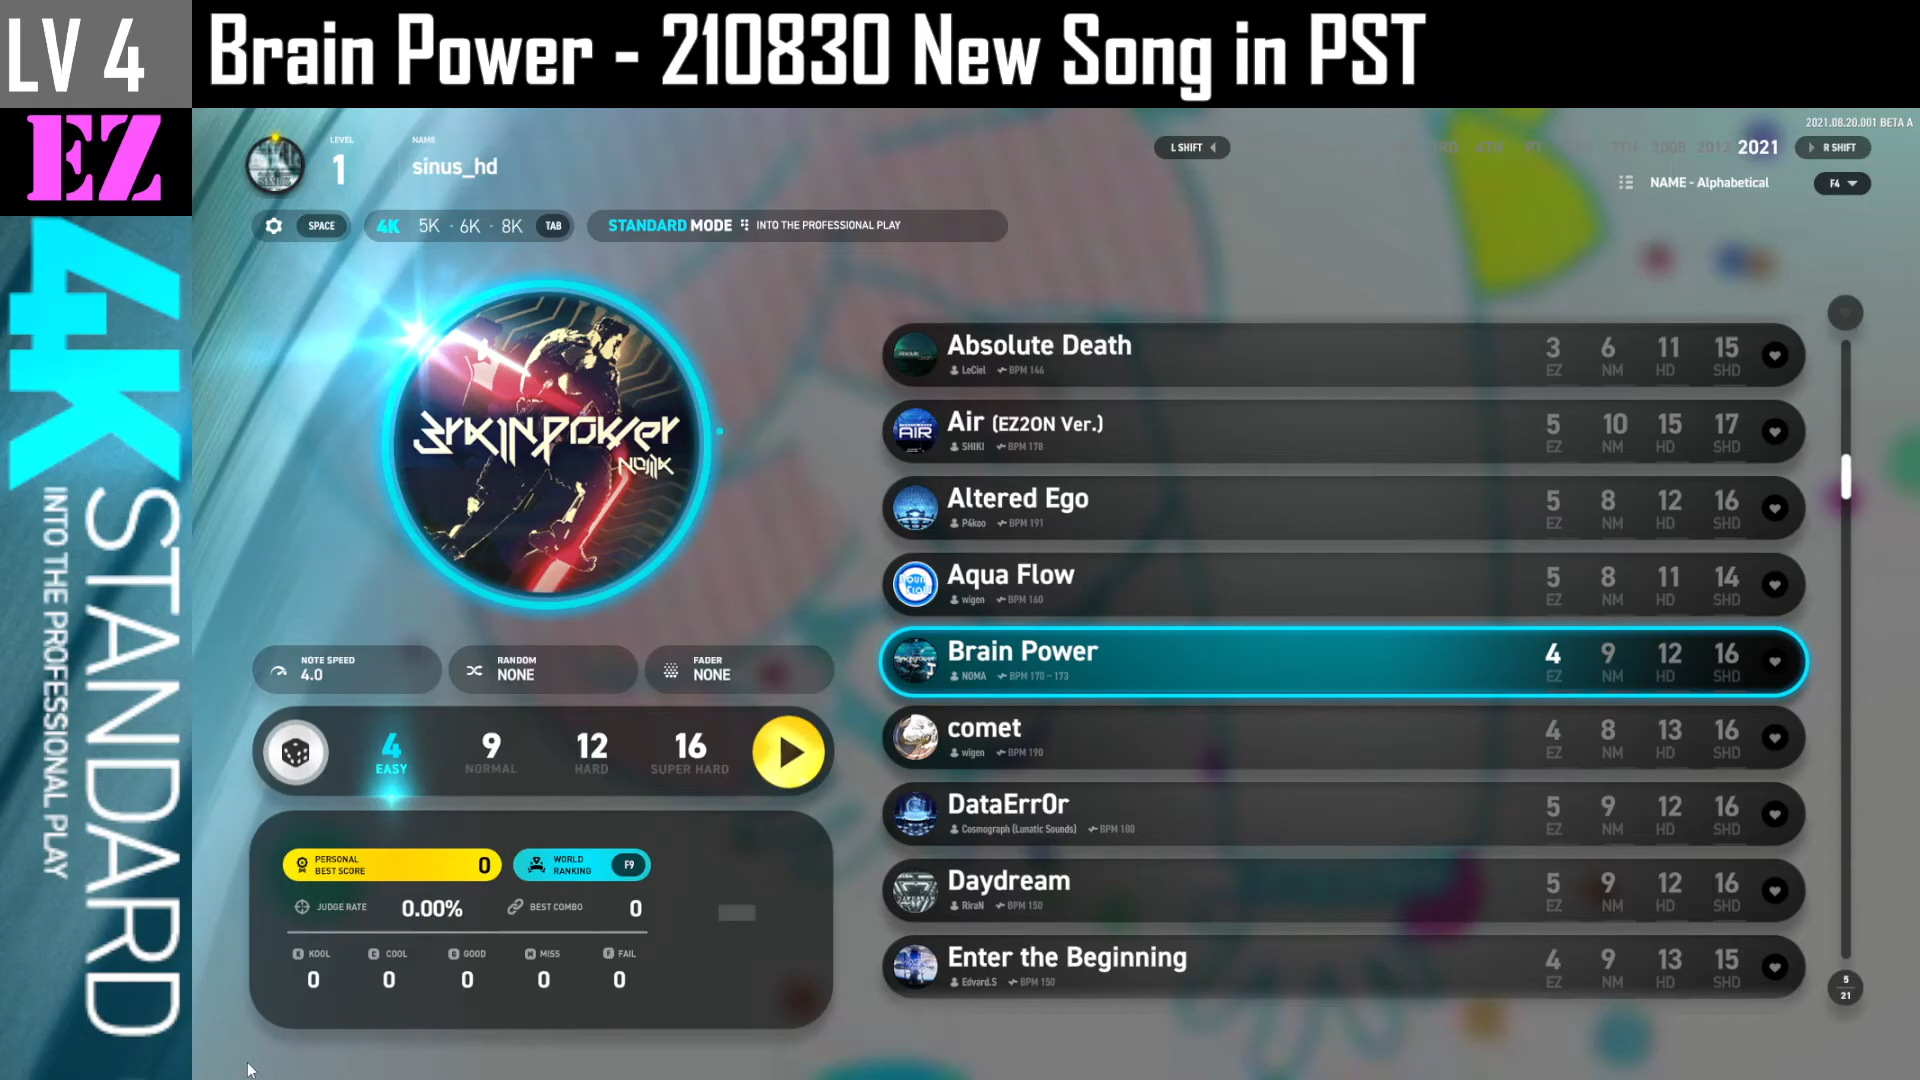 LV 4
Brain Power - 210830 New Song in PST
EZ
4K
STANDARD
INTO THE PROFESSIONAL PLAY
2021.08.20.001 BETA A
LEVEL
1
NAME
sinus_hd
L SHIFT
4TH
7TH 2008 2013 2021
R SHIFT
NAME - Alphabetical
F4
SPACE
4K 5K - 6K - 8K TAB
STANDARD MODE INTO THE PROFESSIONAL PLAY
BRAINPOWER
NOMA
NOTE SPEED
4.0
RANDOM
NONE
FADER
NONE
4 EASY
9 NORMAL
12 HARD
16 SUPER HARD
PERSONAL BEST SCORE 0
WORLD RANKING F9
JUDGE RATE 0.00%
BEST COMBO 0
K KOOL C COOL G GOOD M MISS F FAIL
0 0 0 0 0
Absolute Death
LeCiel BPM 146
3 6 11 15
EZ NM HD SHD
Air (EZ2ON Ver.)
AIR
SHIKI BPM 178
5 10 15 17
EZ NM HD SHD
Altered Ego
P4koo BPM 191
5 8 12 16
EZ NM HD SHD
Aqua Flow
wigen BPM 160
5 8 11 14
EZ NM HD SHD
Brain Power
NOMA BPM 170 - 173
4 9 12 16
EZ NM HD SHD
comet
wigen BPM 190
4 8 13 16
EZ NM HD SHD
DataErr0r
Cosmograph (Lunatic Sounds) BPM 180
5 9 12 16
EZ NM HD SHD
Daydream
RiraN BPM 150
5 9 12 16
EZ NM HD SHD
Enter the Beginning
Edvard.S BPM 150
4 9 13 15
EZ NM HD SHD
5
21